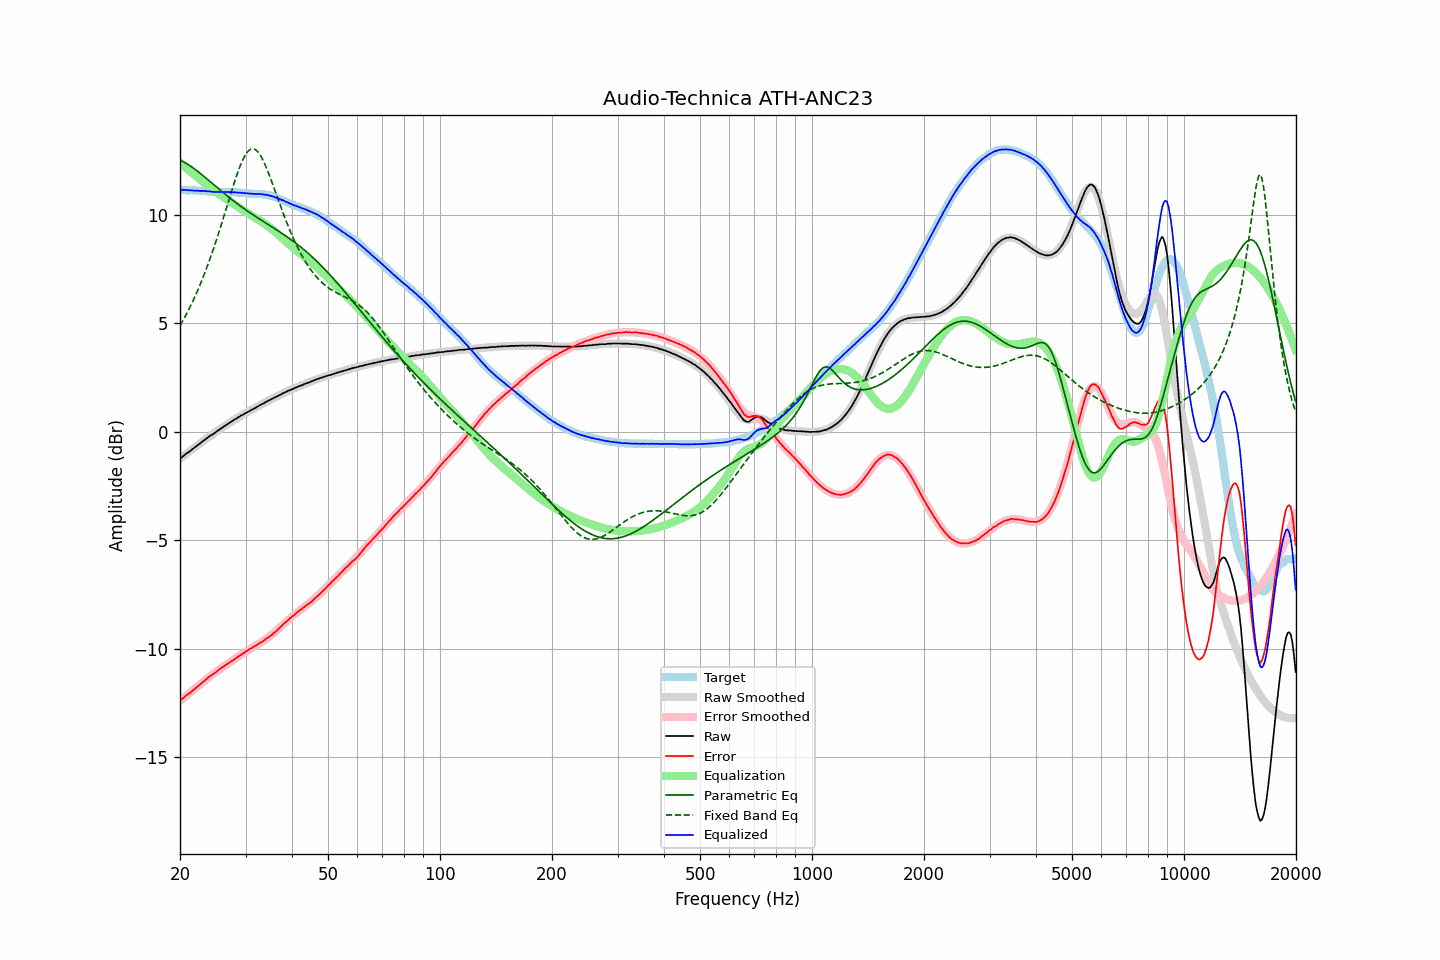 Audio-Technica ATH-ANC23
Amplitude (dBr)
10
5
0
−5
−10
−15
20
50
100
200
500
1000
2000
5000
10000
20000
Frequency (Hz)
Target
Raw Smoothed
Error Smoothed
Raw
Error
Equalization
Parametric Eq
Fixed Band Eq
Equalized